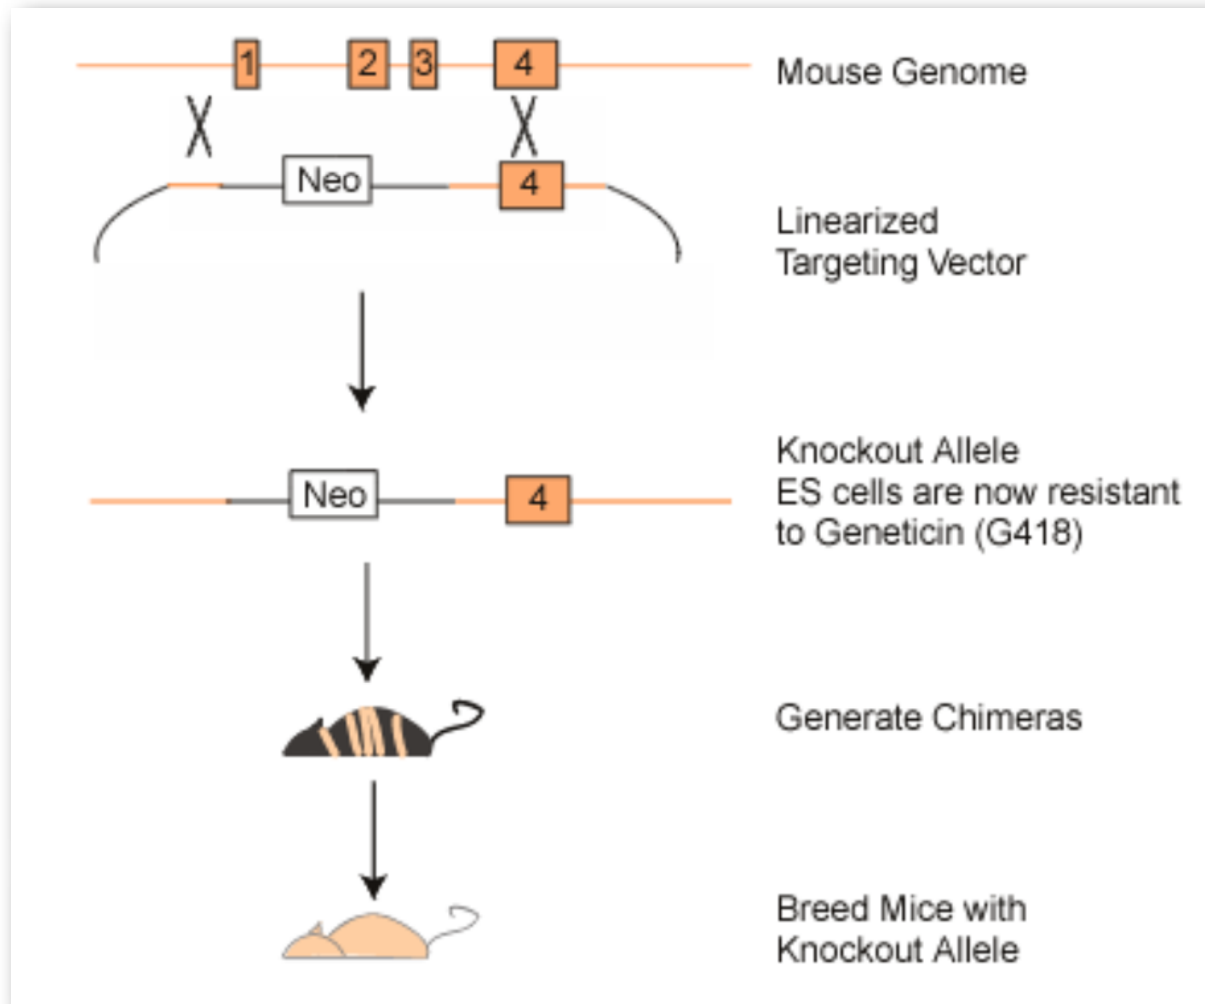 1 2 3 4
Mouse Genome
Neo 4
Linearized
Targeting Vector
Knockout Allele
Neo 4
ES cells are now resistant
to Geneticin (G418)
Generate Chimeras
Breed Mice with
Knockout Allele